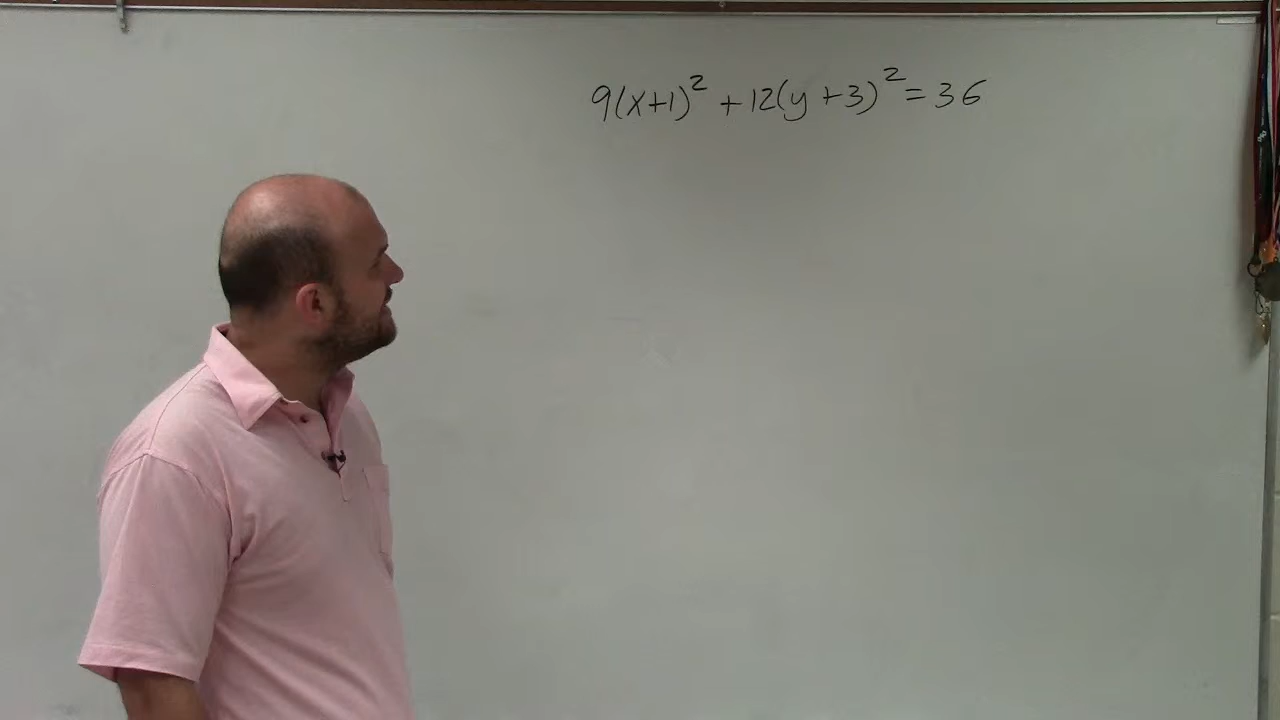 9(x+1)² + 12(y+3)² = 36